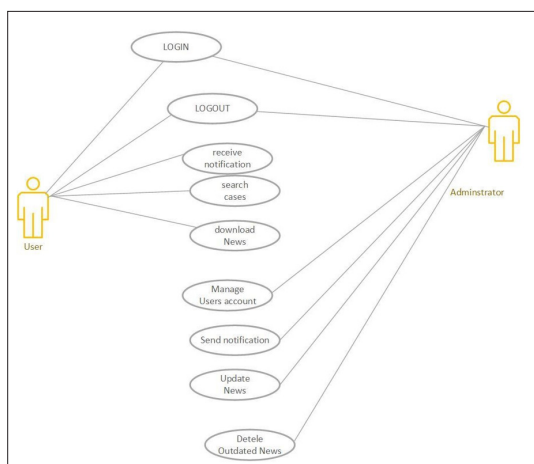 LOGIN
LOGOUT
receive
notification
search
cases
Adminstrator
download
News
User
Manage
Users account
Send notification
Update
News
Detele
Outdated News